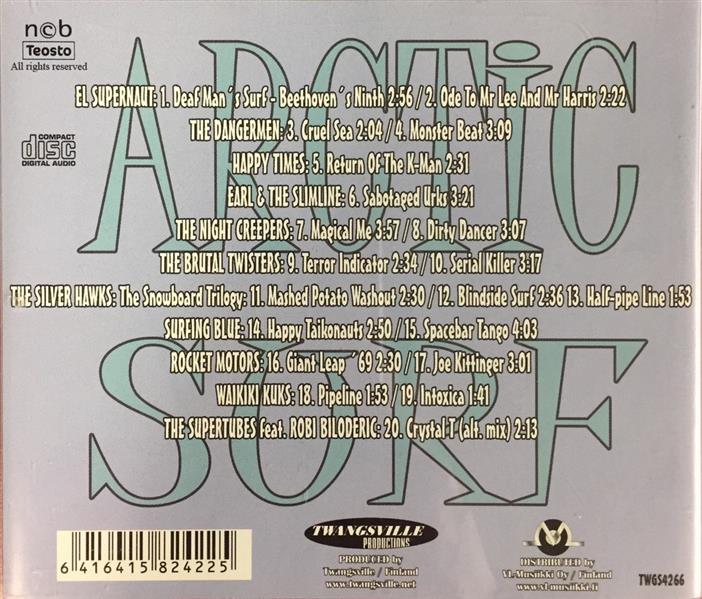 ncb
Teosto
All rights reserved
ARCTIC
SURF
COMPACT
disc
DIGITAL AUDIO
EL SUPERNAUT: 1. Deaf Man´s Surf - Beethoven´s Ninth 2:56 / 2. Ode To Mr Lee And Mr Harris 2:22
THE DANGERMEN: 3. Cruel Sea 2:04 / 4. Monster Beat 3:09
HAPPY TIMES: 5. Return Of The K-Man 2:31
EARL & THE SLIMLINE: 6. Sabotaged Urks 3:21
THE NIGHT CREEPERS: 7. Magical Me 3:57 / 8. Dirty Dancer 3:07
THE BRUTAL TWISTERS: 9. Terror Indicator 2:34 / 10. Serial Killer 3:17
THE SILVER HAWKS: The Snowboard Trilogy: 11. Mashed Potato Washout 2:30 / 12. Blindside Surf 2:36 13. Half-pipe Line 1:53
SURFING BLUE: 14. Happy Taikonauts 2:50 / 15. Spacebar Tango 4:03
ROCKET MOTORS: 16. Giant Leap ´69 2:30 / 17. Joe Kittinger 3:01
WAIKIKI KUKS: 18. Pipeline 1:53 / 19. Intoxica 1:41
THE SUPERTUBES feat. ROBI BILODERIC: 20. Crystal T (alt. mix) 2:13
6 416415 824225
TWANGSVILLE
PRODUCTIONS
PRODUCED by
Twangsville / Finland
www.twangsville.net
DISTRIBUTED by
VL-Musiikki Oy / Finland
www.vl-musiikki.fi
TWGS4266